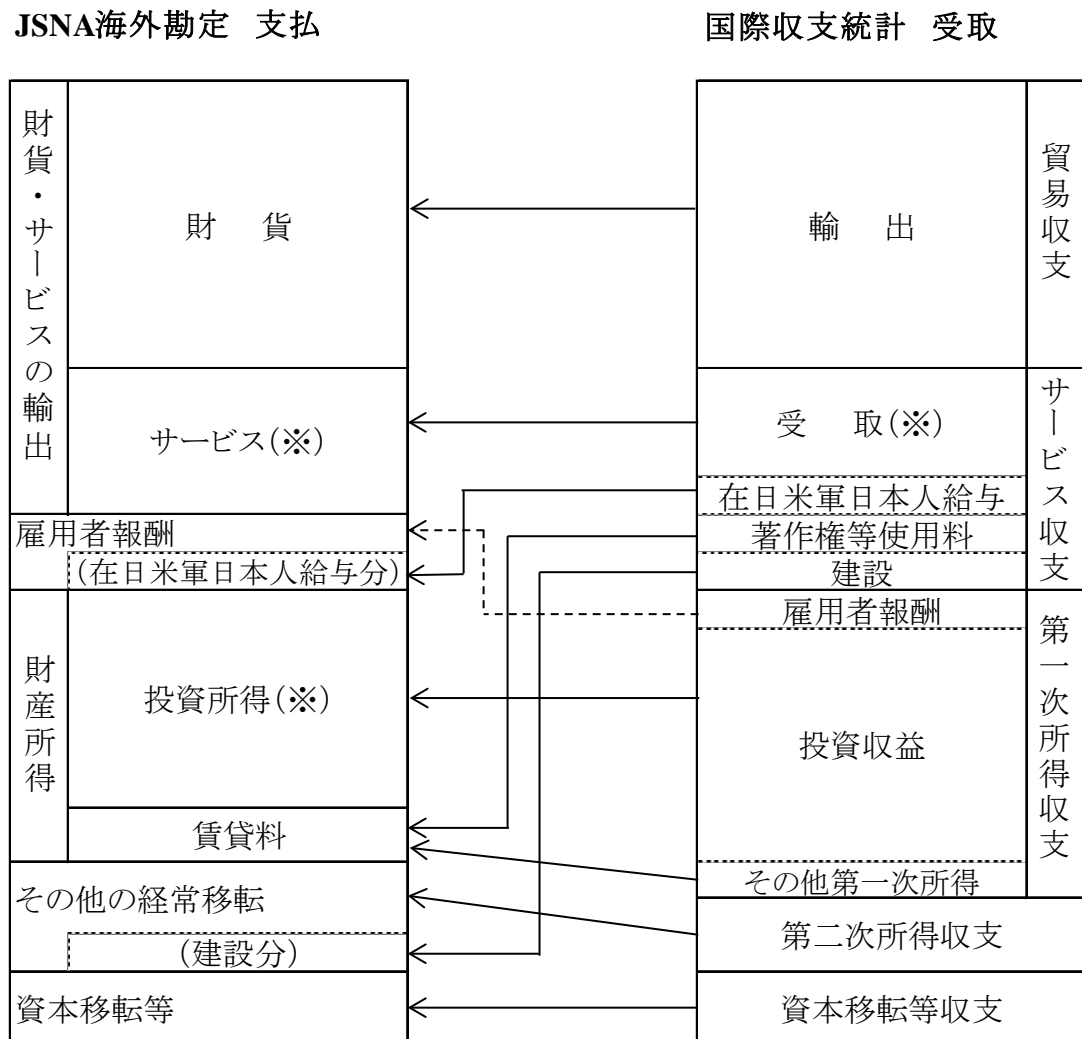 JSNA海外勘定 支払
国際収支統計 受取
財貨・サービスの輸出
財 貨
サービス(※)
雇用者報酬
(在日米軍日本人給与分)
財産所得
投資所得(※)
賃貸料
その他の経常移転
(建設分)
資本移転等
輸 出
貿易収支
受 取(※)
在日米軍日本人給与
著作権等使用料
建設
サービス収支
雇用者報酬
投資収益
その他第一次所得
第一次所得収支
第二次所得収支
資本移転等収支